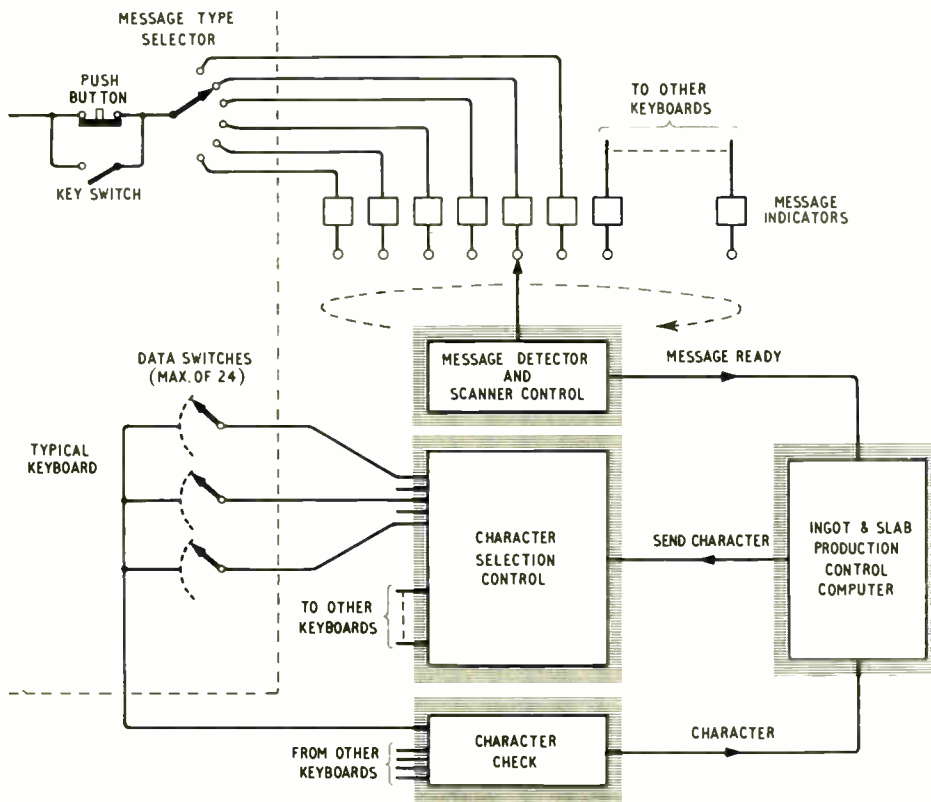 MESSAGE TYPE
SELECTOR
PUSH
BUTTON
KEY SWITCH
TO OTHER
KEYBOARDS
MESSAGE
INDICATORS
DATA SWITCHES
(MAX. OF 24)
TYPICAL
KEYBOARD
MESSAGE DETECTOR
AND
SCANNER CONTROL
MESSAGE READY
CHARACTER
SELECTION
CONTROL
SEND CHARACTER
INGOT & SLAB
PRODUCTION
CONTROL
COMPUTER
TO OTHER
KEYBOARDS
CHARACTER
CHECK
CHARACTER
FROM OTHER
KEYBOARDS